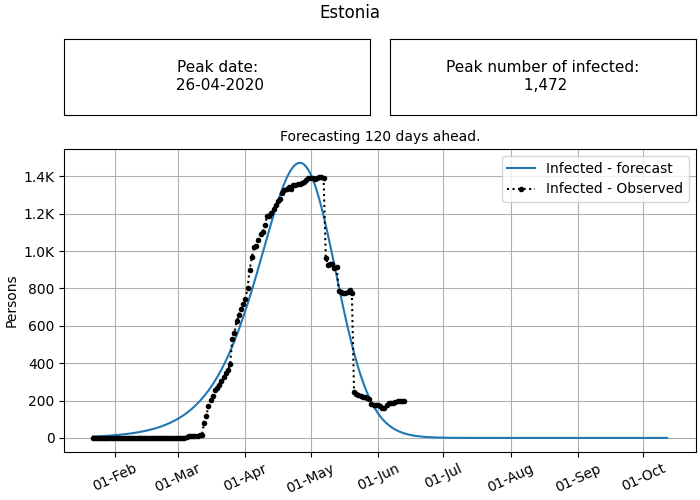 Estonia
Peak date:
26-04-2020
Peak number of infected:
1,472
Forecasting 120 days ahead.
Infected - forecast
Infected - Observed
Persons
1.4K
1.2K
1.0K
800
600
400
200
0
01-Feb
01-Mar
01-Apr
01-May
01-Jun
01-Jul
01-Aug
01-Sep
01-Oct